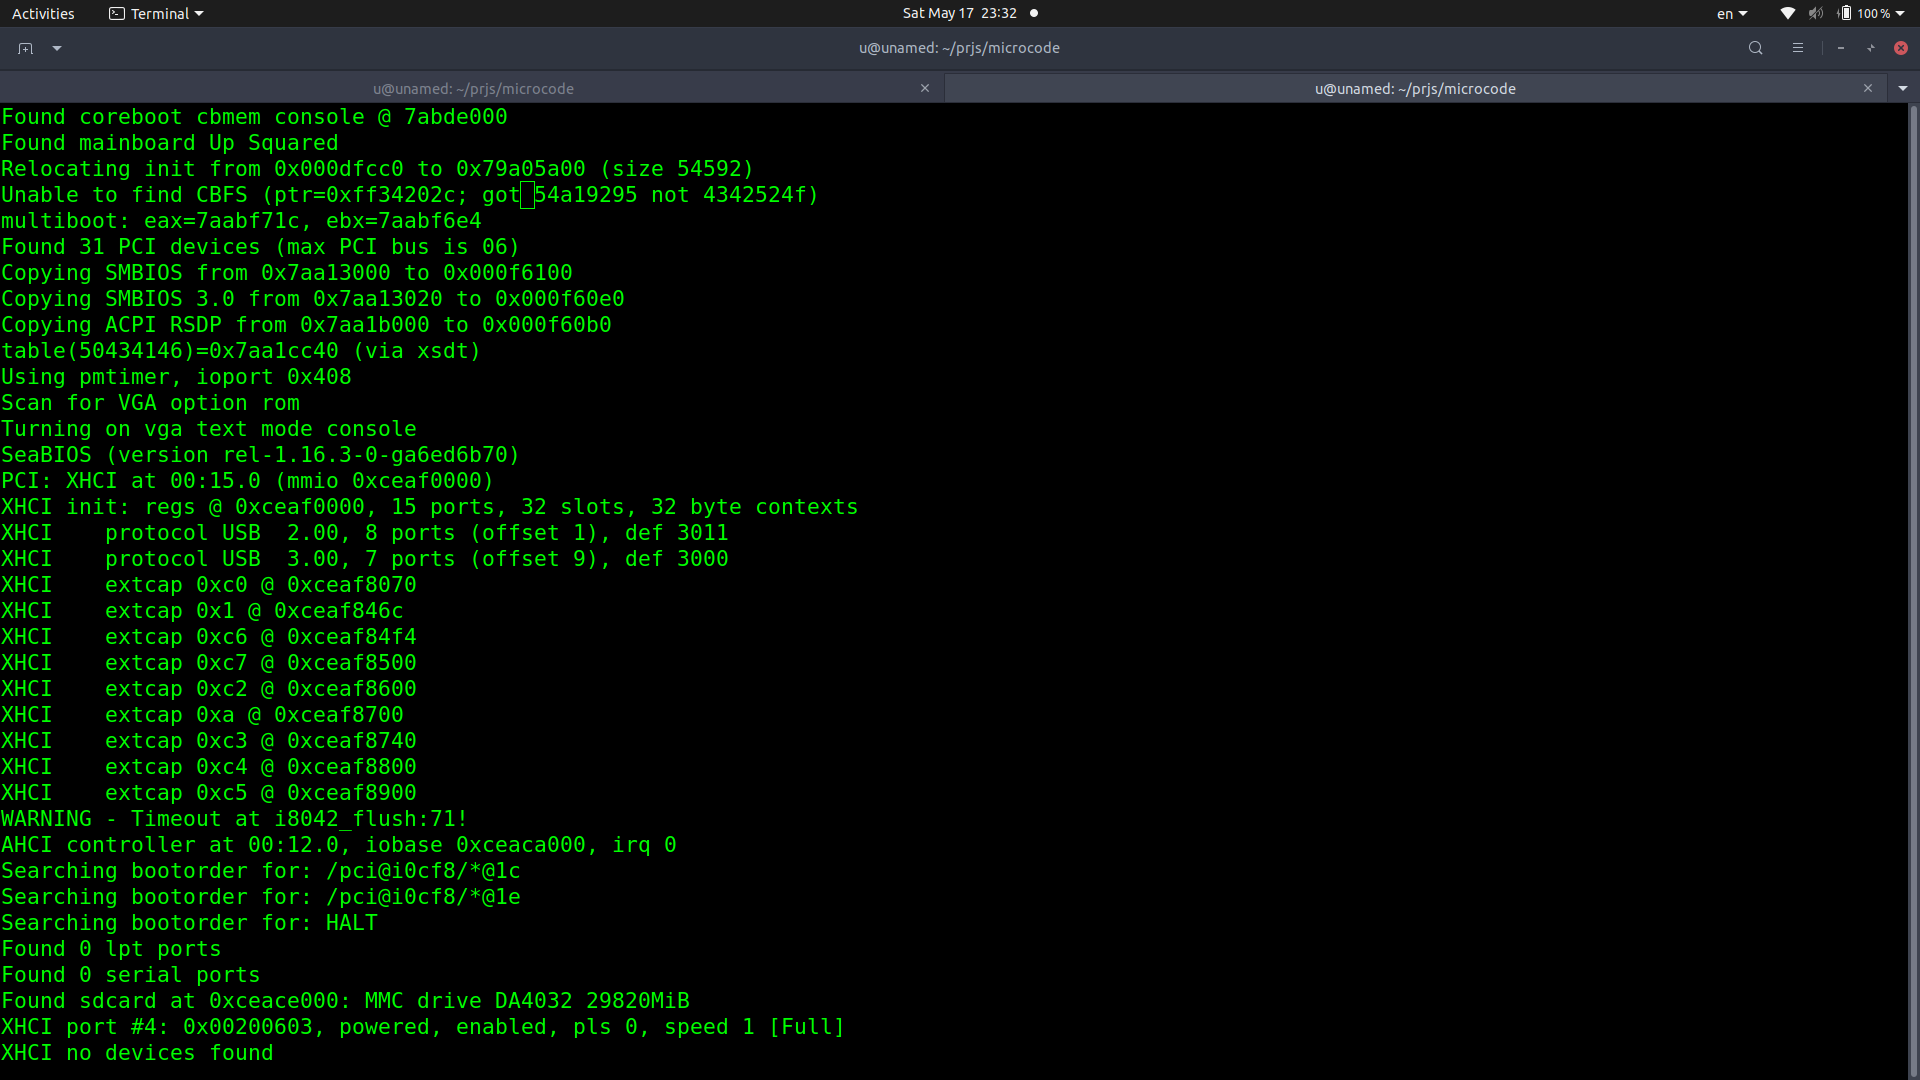 Activities
Terminal
Sat May 17 23:32
en
100 %
u@unamed: ~/prjs/microcode
u@unamed: ~/prjs/microcode
u@unamed: ~/prjs/microcode
Found coreboot cbmem console @ 7abde000
Found mainboard Up Squared
Relocating init from 0x000dfcc0 to 0x79a05a00 (size 54592)
Unable to find CBFS (ptr=0xff34202c; got 54a19295 not 4342524f)
multiboot: eax=7aabf71c, ebx=7aabf6e4
Found 31 PCI devices (max PCI bus is 06)
Copying SMBIOS from 0x7aa13000 to 0x000f6100
Copying SMBIOS 3.0 from 0x7aa13020 to 0x000f60e0
Copying ACPI RSDP from 0x7aa1b000 to 0x000f60b0
table(50434146)=0x7aa1cc40 (via xsdt)
Using pmtimer, ioport 0x408
Scan for VGA option rom
Turning on vga text mode console
SeaBIOS (version rel-1.16.3-0-ga6ed6b70)
PCI: XHCI at 00:15.0 (mmio 0xceaf0000)
XHCI init: regs @ 0xceaf0000, 15 ports, 32 slots, 32 byte contexts
XHCI    protocol USB  2.00, 8 ports (offset 1), def 3011
XHCI    protocol USB  3.00, 7 ports (offset 9), def 3000
XHCI    extcap 0xc0 @ 0xceaf8070
XHCI    extcap 0x1 @ 0xceaf846c
XHCI    extcap 0xc6 @ 0xceaf84f4
XHCI    extcap 0xc7 @ 0xceaf8500
XHCI    extcap 0xc2 @ 0xceaf8600
XHCI    extcap 0xa @ 0xceaf8700
XHCI    extcap 0xc3 @ 0xceaf8740
XHCI    extcap 0xc4 @ 0xceaf8800
XHCI    extcap 0xc5 @ 0xceaf8900
WARNING - Timeout at i8042_flush:71!
AHCI controller at 00:12.0, iobase 0xceaca000, irq 0
Searching bootorder for: /pci@i0cf8/*@1c
Searching bootorder for: /pci@i0cf8/*@1e
Searching bootorder for: HALT
Found 0 lpt ports
Found 0 serial ports
Found sdcard at 0xceace000: MMC drive DA4032 29820MiB
XHCI port #4: 0x00200603, powered, enabled, pls 0, speed 1 [Full]
XHCI no devices found